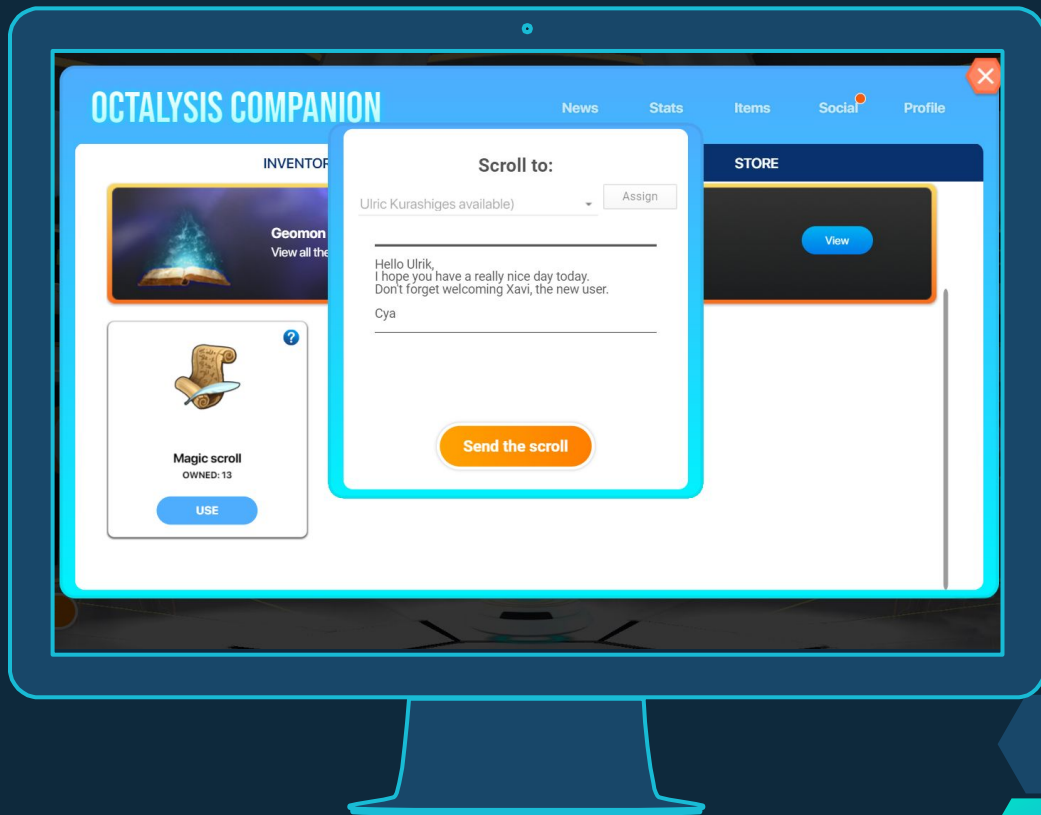 OCTALYSIS COMPANION
News
Stats
Items
Social
Profile
INVENTOR
STORE
Geomon
View all the
View
Scroll to:
Ulric Kurashiges available)
Assign
Hello Ulrik,
I hope you have a really nice day today.
Don't forget welcoming Xavi, the new user.
Cya
Send the scroll
?
Magic scroll
OWNED: 13
USE